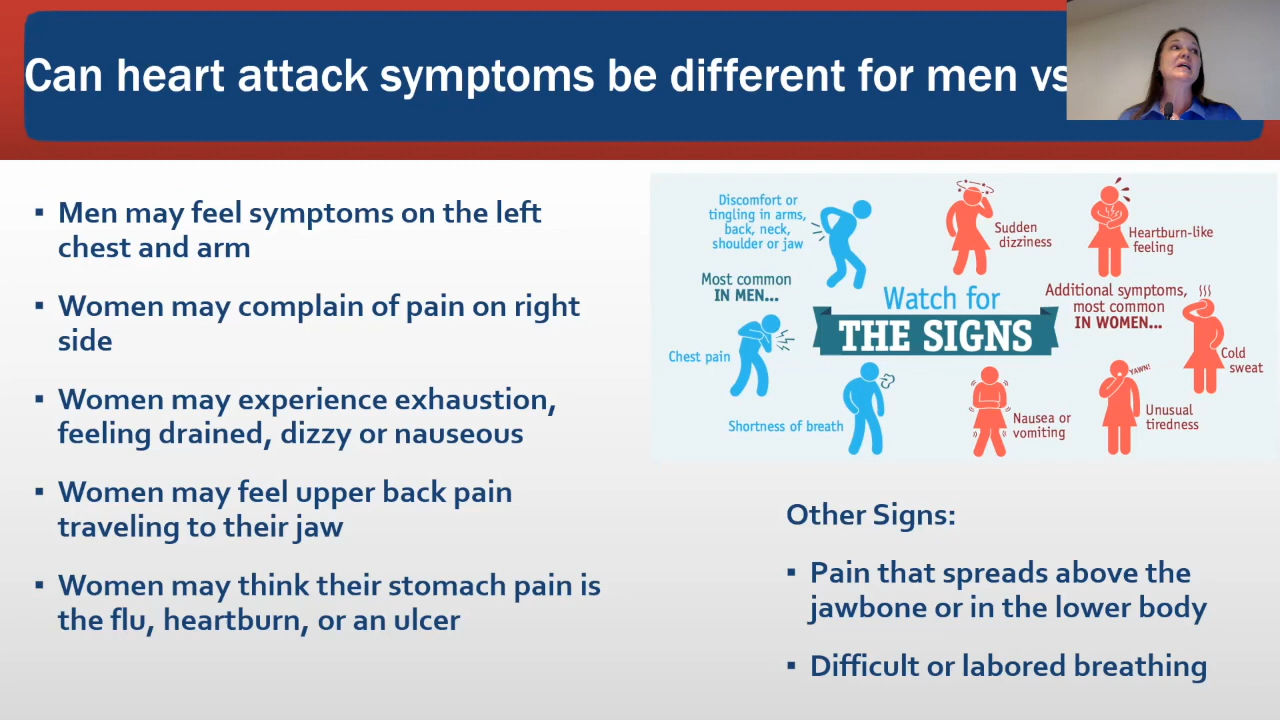 Can heart attack symptoms be different for men vs
▪ Men may feel symptoms on the left
chest and arm
▪ Women may complain of pain on right
side
▪ Women may experience exhaustion,
feeling drained, dizzy or nauseous
▪ Women may feel upper back pain
traveling to their jaw
▪ Women may think their stomach pain is
the flu, heartburn, or an ulcer
Discomfort or
tingling in arms,
back, neck,
shoulder or jaw
Most common
IN MEN...
Chest pain
Shortness of breath
Watch for
THE SIGNS
Sudden
dizziness
Heartburn-like
feeling
Additional symptoms,
most common
IN WOMEN...
Cold
sweat
YAWN!
Unusual
tiredness
Nausea or
vomiting
Other Signs:
▪ Pain that spreads above the
jawbone or in the lower body
▪ Difficult or labored breathing